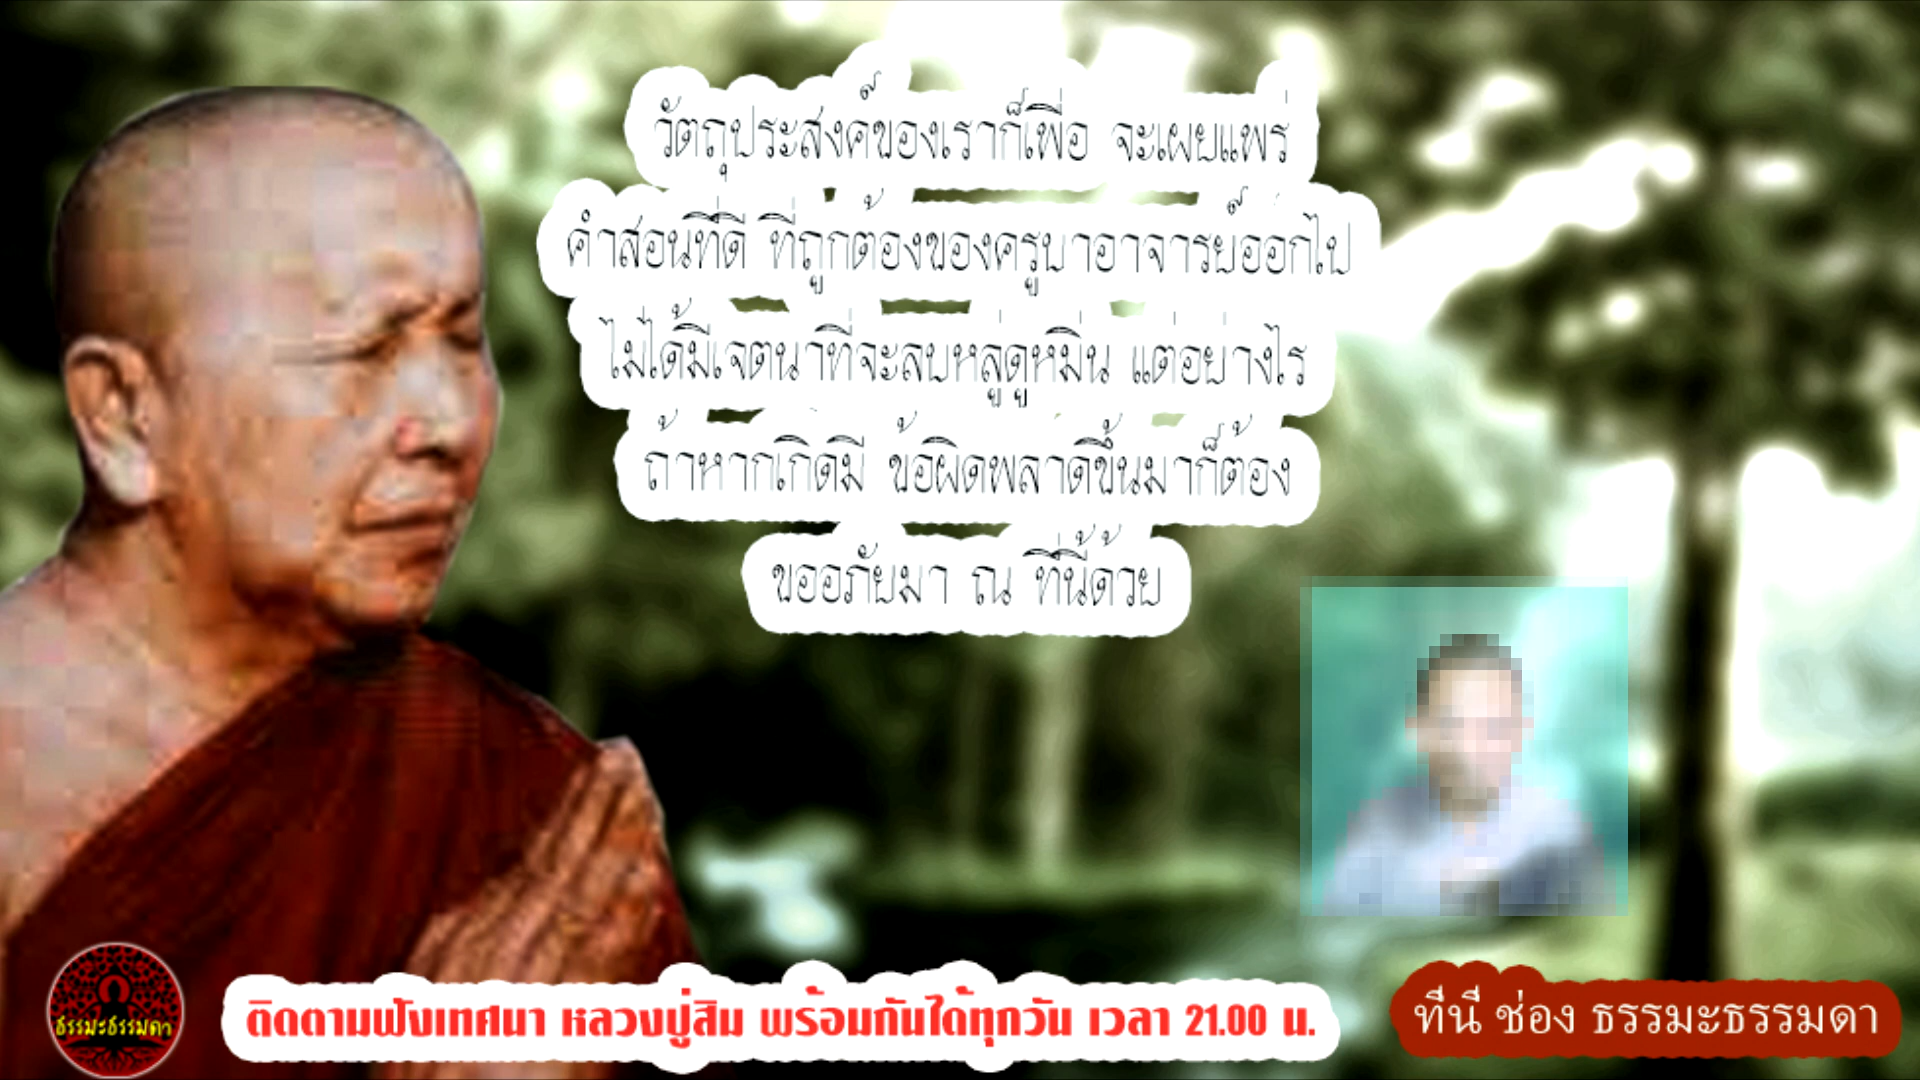 วัตถุประสงค์ของเราก็เพื่อ จะเผยแพร่
คำสอนที่ดี ที่ถูกต้องของครูบาอาจารย์ออกไป
ไม่ได้มีเจตนาที่จะลบหลู่ดูหมิ่น แต่อย่างไร
ถ้าหากเกิดมี ข้อผิดพลาดขึ้นมาก็ต้อง
ขออภัยมา ณ ที่นี้ด้วย
ธรรมะธรรมดา
ติดตามฟังเทศนา หลวงปู่สิม พร้อมกันได้ทุกวัน เวลา 21.00 น.
ที่นี่ ช่อง ธรรมะธรรมดา